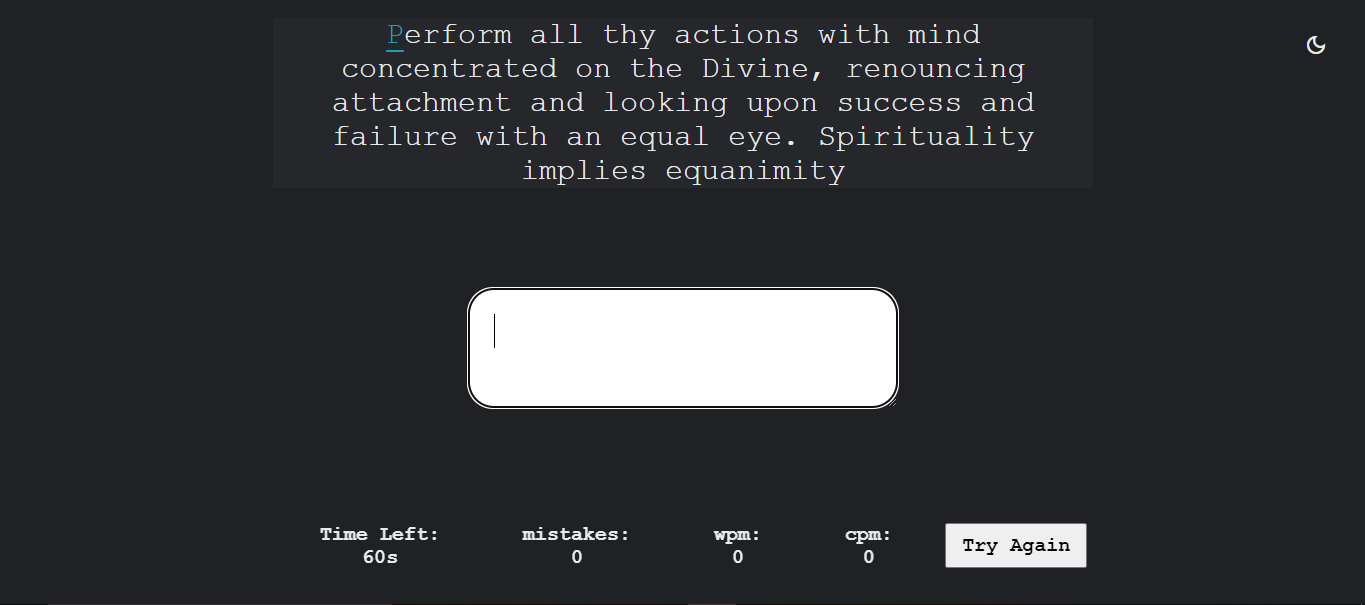 Perform all thy actions with mind
concentrated on the Divine, renouncing
attachment and looking upon success and
failure with an equal eye. Spirituality
implies equanimity
Time Left:
60s
mistakes:
0
wpm:
0
cpm:
0
Try Again